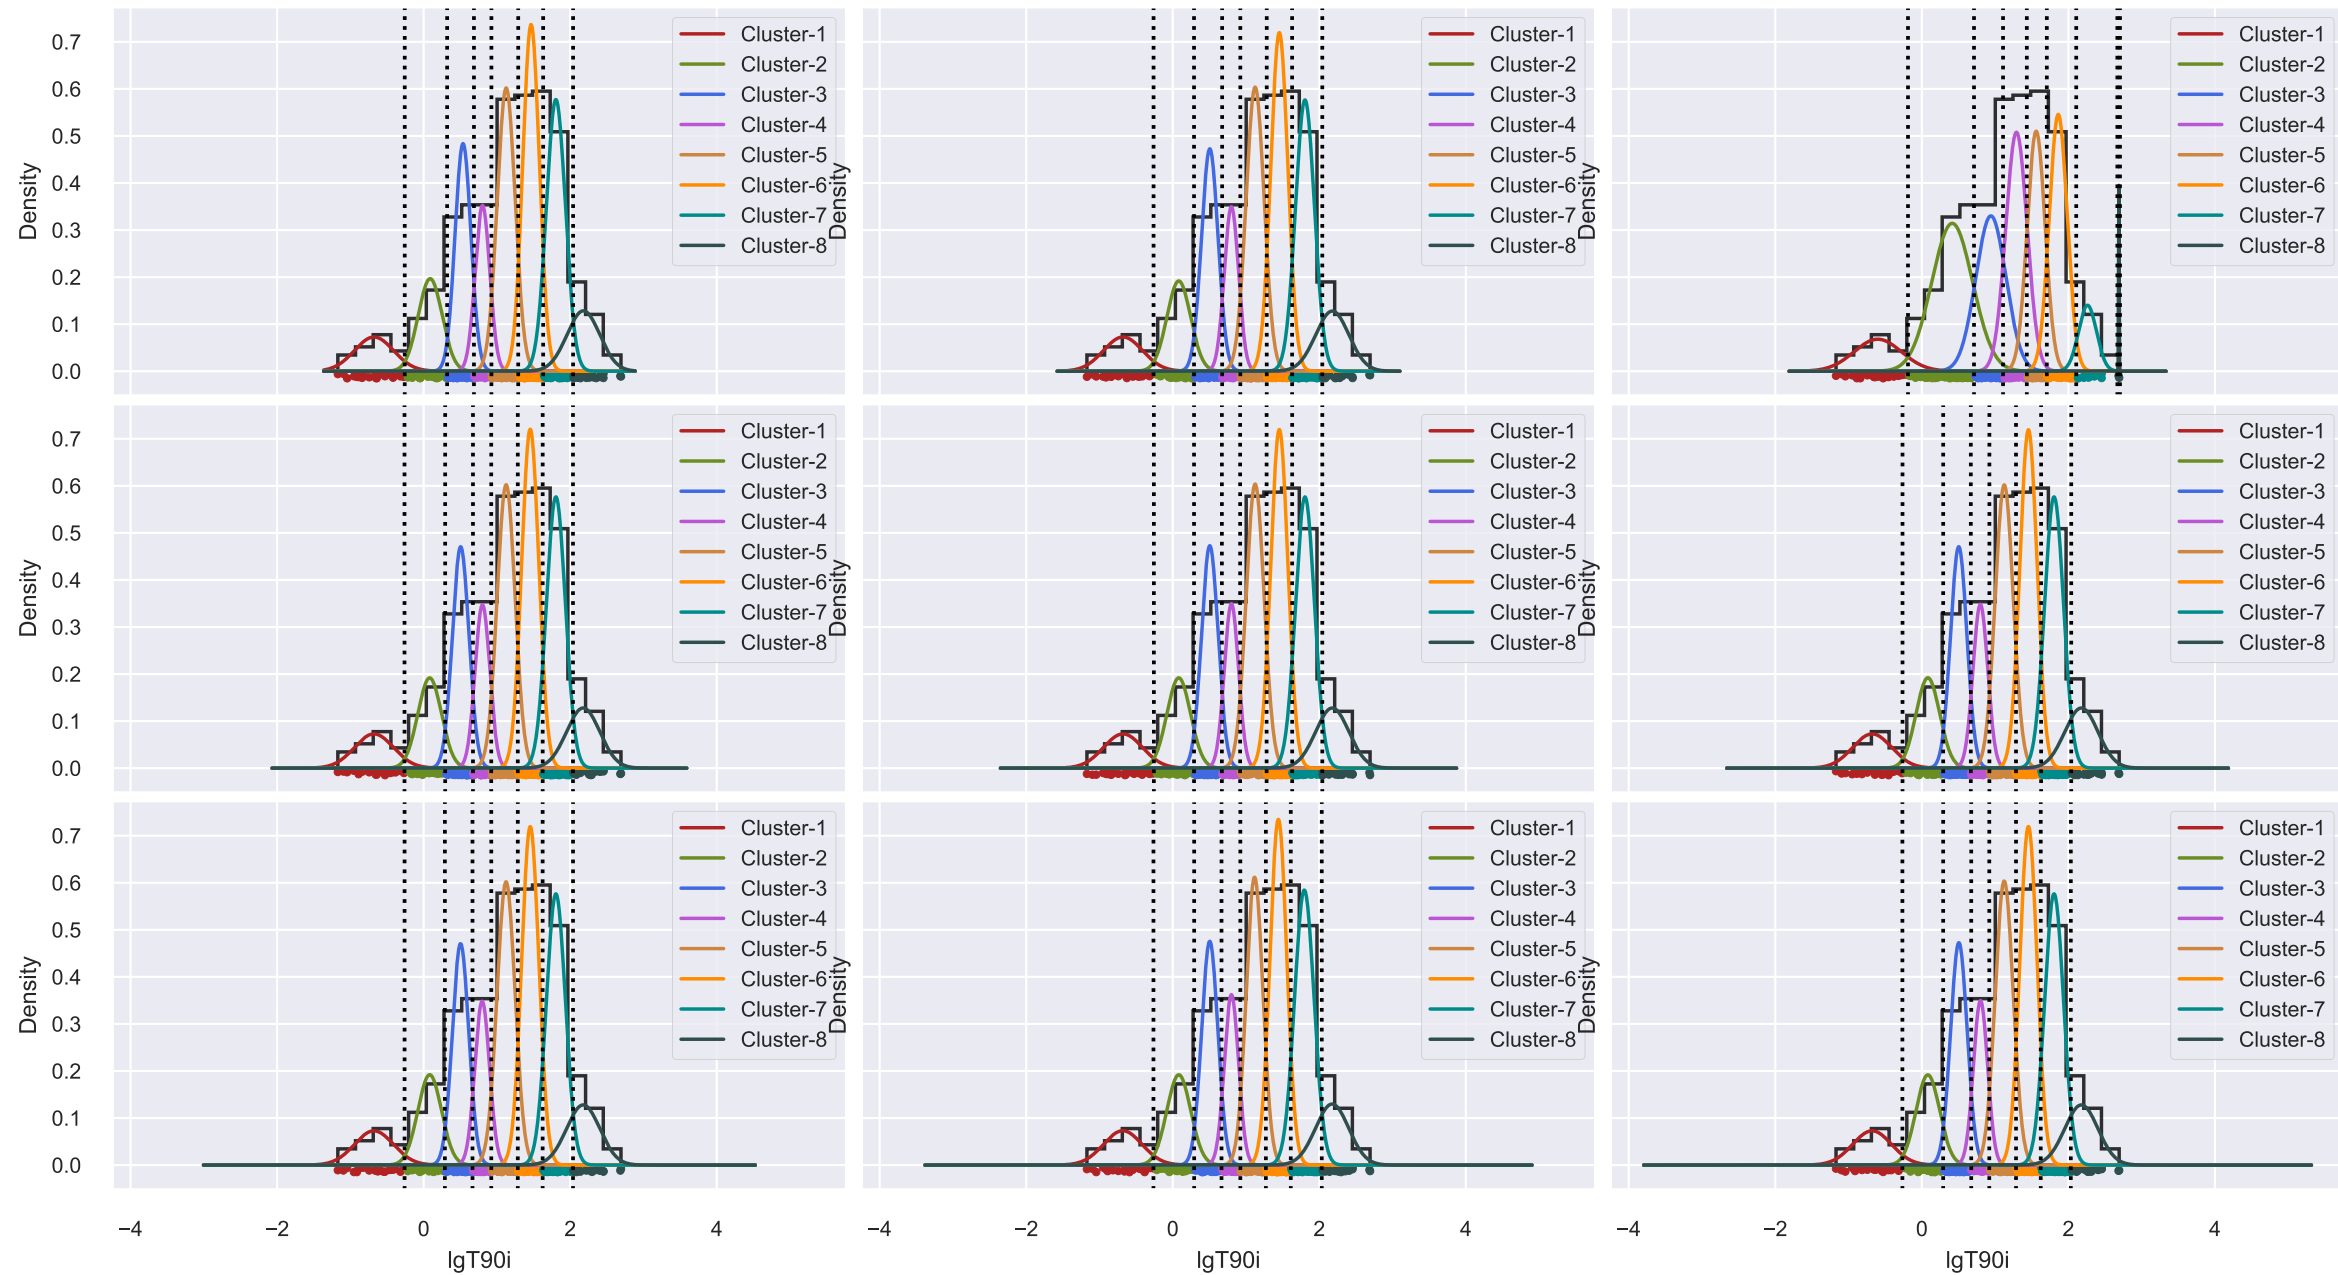 0.7
0.6
0.5
0.4
0.3
0.2
0.1
0.0
Density
Cluster-1
Cluster-2
Cluster-3
Cluster-4
Cluster-5
Cluster-6
Cluster-7
Cluster-8
Density
Cluster-1
Cluster-2
Cluster-3
Cluster-4
Cluster-5
Cluster-6
Cluster-7
Cluster-8
Density
Cluster-1
Cluster-2
Cluster-3
Cluster-4
Cluster-5
Cluster-6
Cluster-7
Cluster-8
0.7
0.6
0.5
0.4
0.3
0.2
0.1
0.0
Density
Cluster-1
Cluster-2
Cluster-3
Cluster-4
Cluster-5
Cluster-6
Cluster-7
Cluster-8
Density
Cluster-1
Cluster-2
Cluster-3
Cluster-4
Cluster-5
Cluster-6
Cluster-7
Cluster-8
Density
Cluster-1
Cluster-2
Cluster-3
Cluster-4
Cluster-5
Cluster-6
Cluster-7
Cluster-8
0.7
0.6
0.5
0.4
0.3
0.2
0.1
0.0
Density
Cluster-1
Cluster-2
Cluster-3
Cluster-4
Cluster-5
Cluster-6
Cluster-7
Cluster-8
−4 −2 0 2 4
lgT90i
Density
Cluster-1
Cluster-2
Cluster-3
Cluster-4
Cluster-5
Cluster-6
Cluster-7
Cluster-8
−4 −2 0 2 4
lgT90i
Density
Cluster-1
Cluster-2
Cluster-3
Cluster-4
Cluster-5
Cluster-6
Cluster-7
Cluster-8
−4 −2 0 2 4
lgT90i